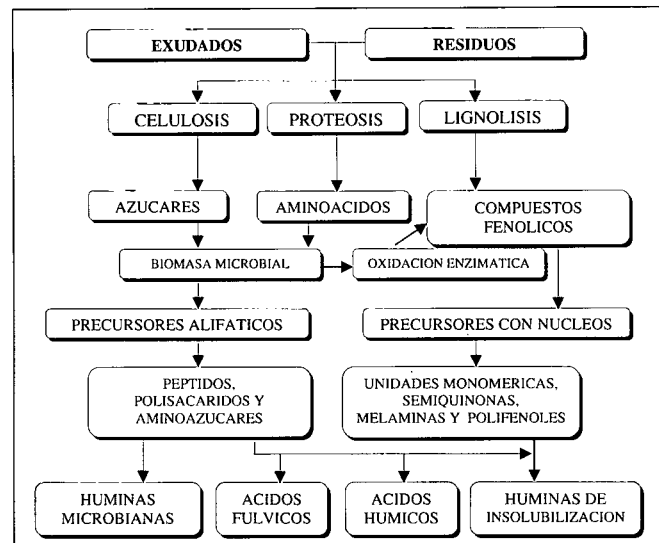 EXUDADOS
RESIDUOS
CELULOSIS
PROTEOSIS
LIGNOLISIS
AZUCARES
AMINOACIDOS
COMPUESTOS
FENOLICOS
BIOMASA MICROBIAL
OXIDACION ENZIMATICA
PRECURSORES ALIFATICOS
PRECURSORES CON NUCLEOS
PEPTIDOS,
POLISACARIDOS Y
AMINOAZUCARES
UNIDADES MONOMERICAS,
SEMIQUINONAS,
MELAMINAS Y POLIFENOLES
HUMINAS
MICROBIANAS
ACIDOS
FULVICOS
ACIDOS
HUMICOS
HUMINAS DE
INSOLUBILIZACION